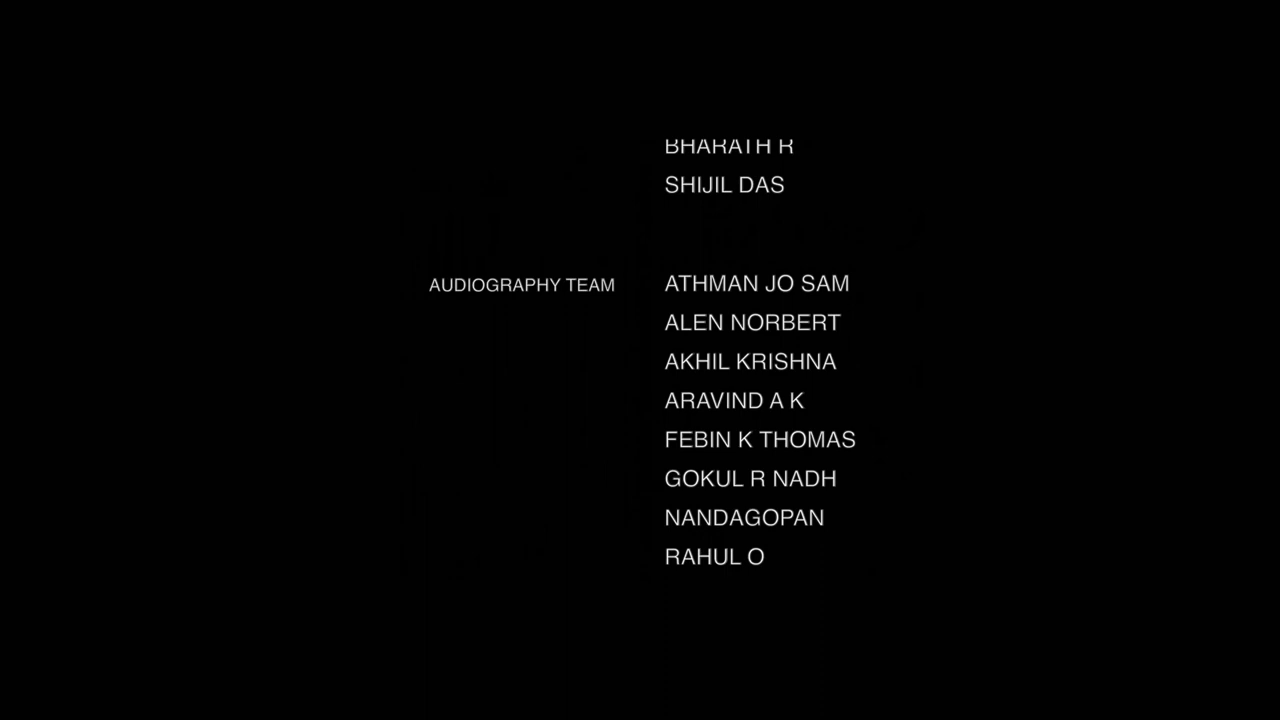 BHARATH R
SHIJIL DAS
AUDIOGRAPHY TEAM ATHMAN JO SAM
ALEN NORBERT
AKHIL KRISHNA
ARAVIND A K
FEBIN K THOMAS
GOKUL R NADH
NANDAGOPAN
RAHUL O